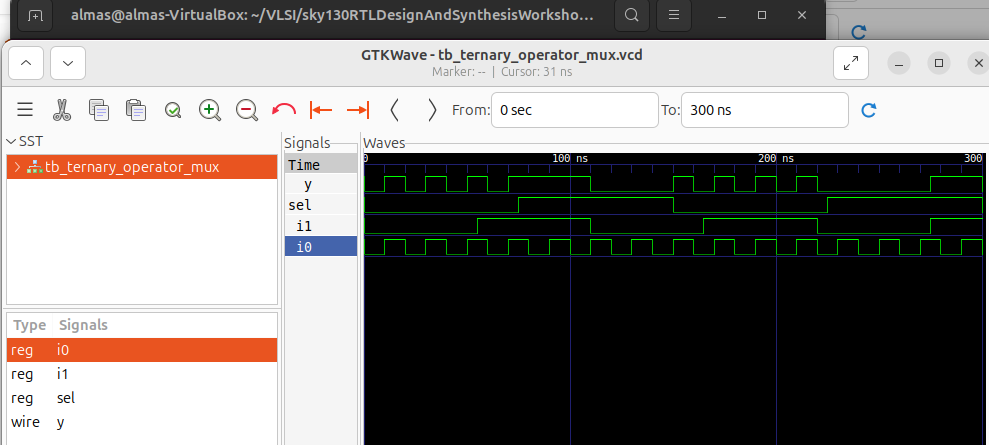 almas@almas-VirtualBox: ~/VLSI/sky130RTLDesignAndSynthesisWorksho...
GTKWave - tb_ternary_operator_mux.vcd
Marker: -- | Cursor: 31 ns
From: 0 sec To: 300 ns
SST
tb_ternary_operator_mux
Type Signals
reg i0
reg i1
reg sel
wire y
Signals
Time
y
sel
i1
i0
Waves
0 100 ns 200 ns 300